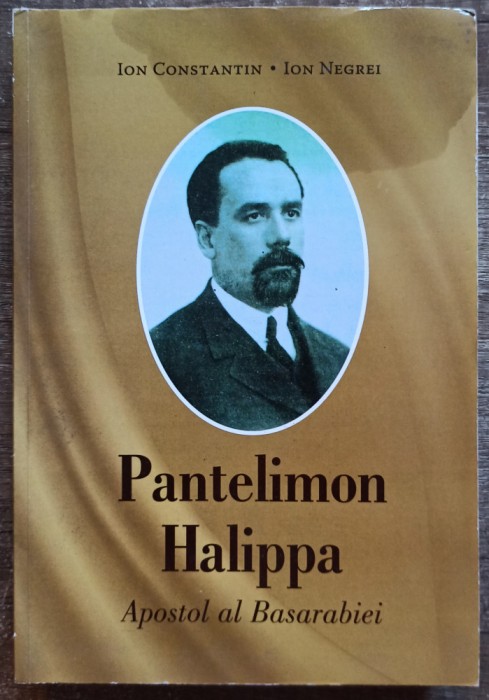 Ion Constantin • Ion Negrei
Pantelimon
Halippa
Apostol al Basarabiei